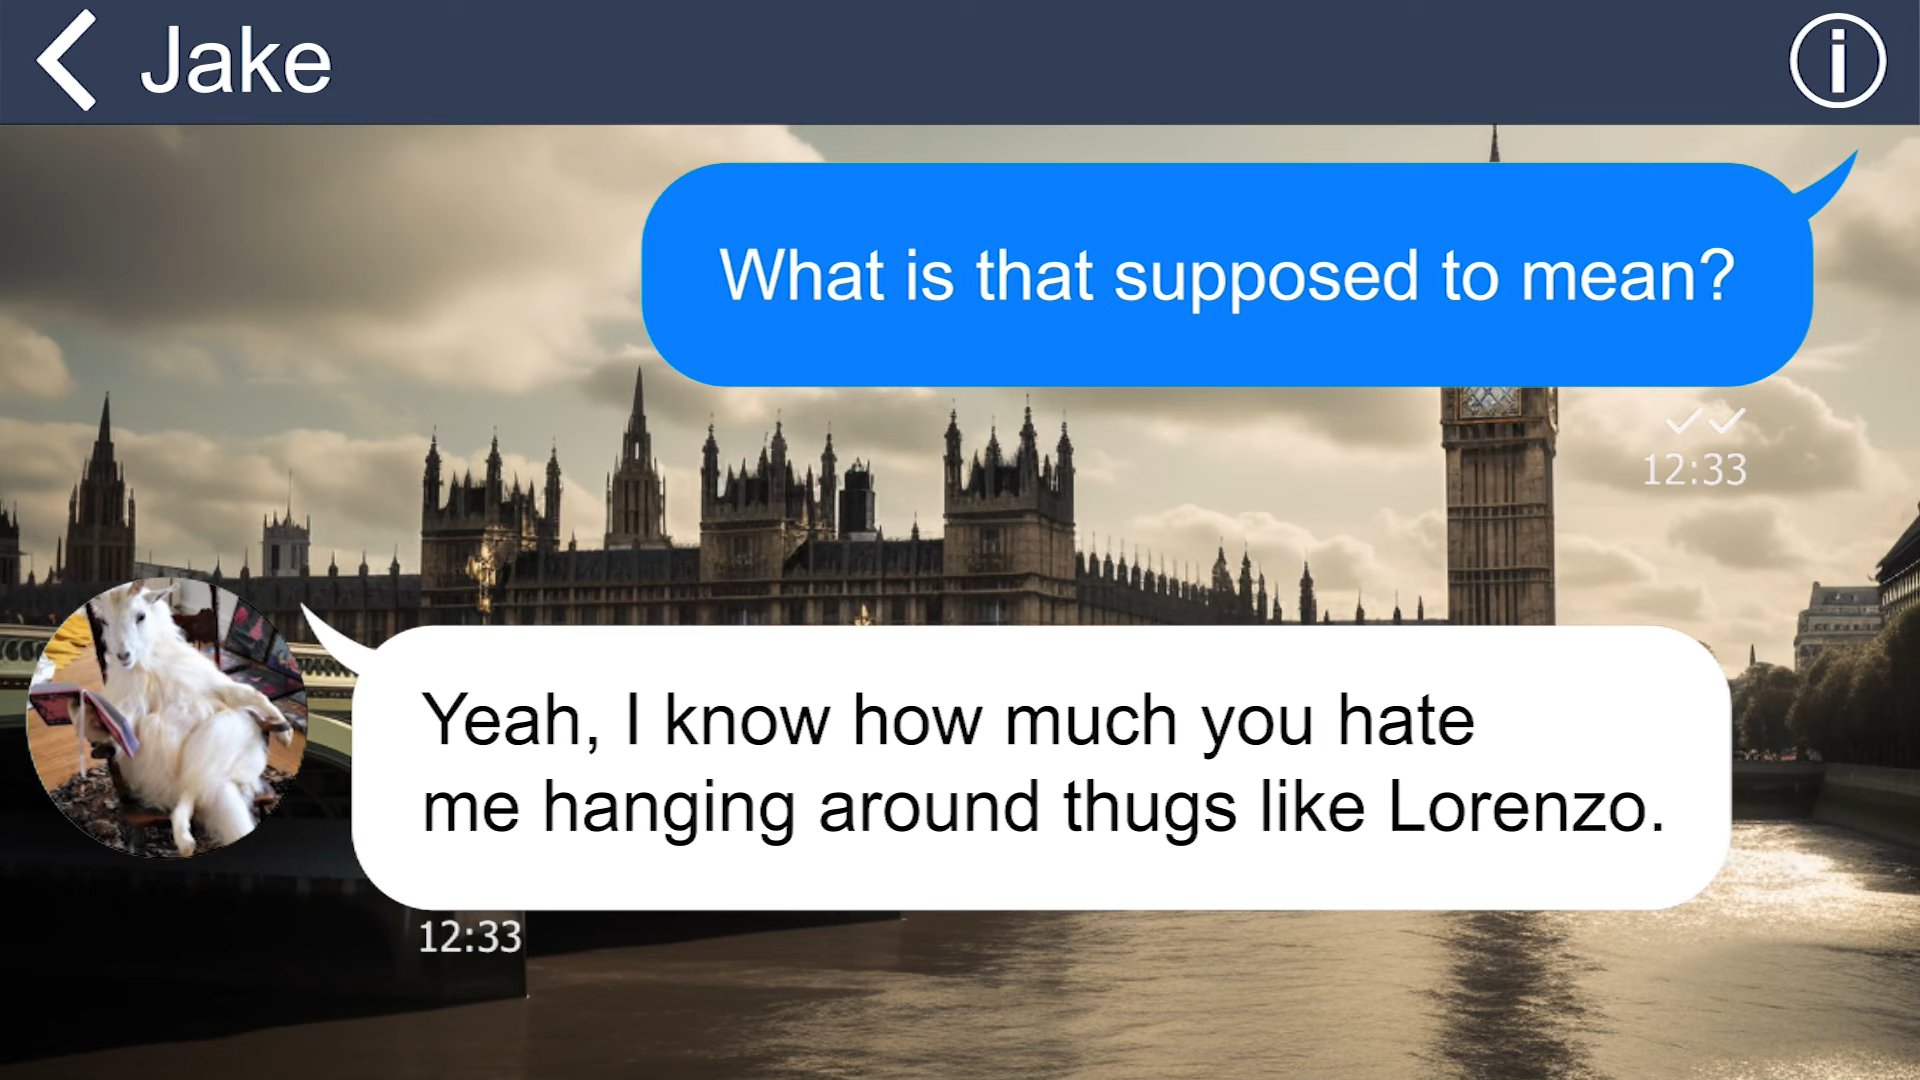 Jake
What is that supposed to mean?
12:33
Yeah, I know how much you hate
me hanging around thugs like Lorenzo.
12:33